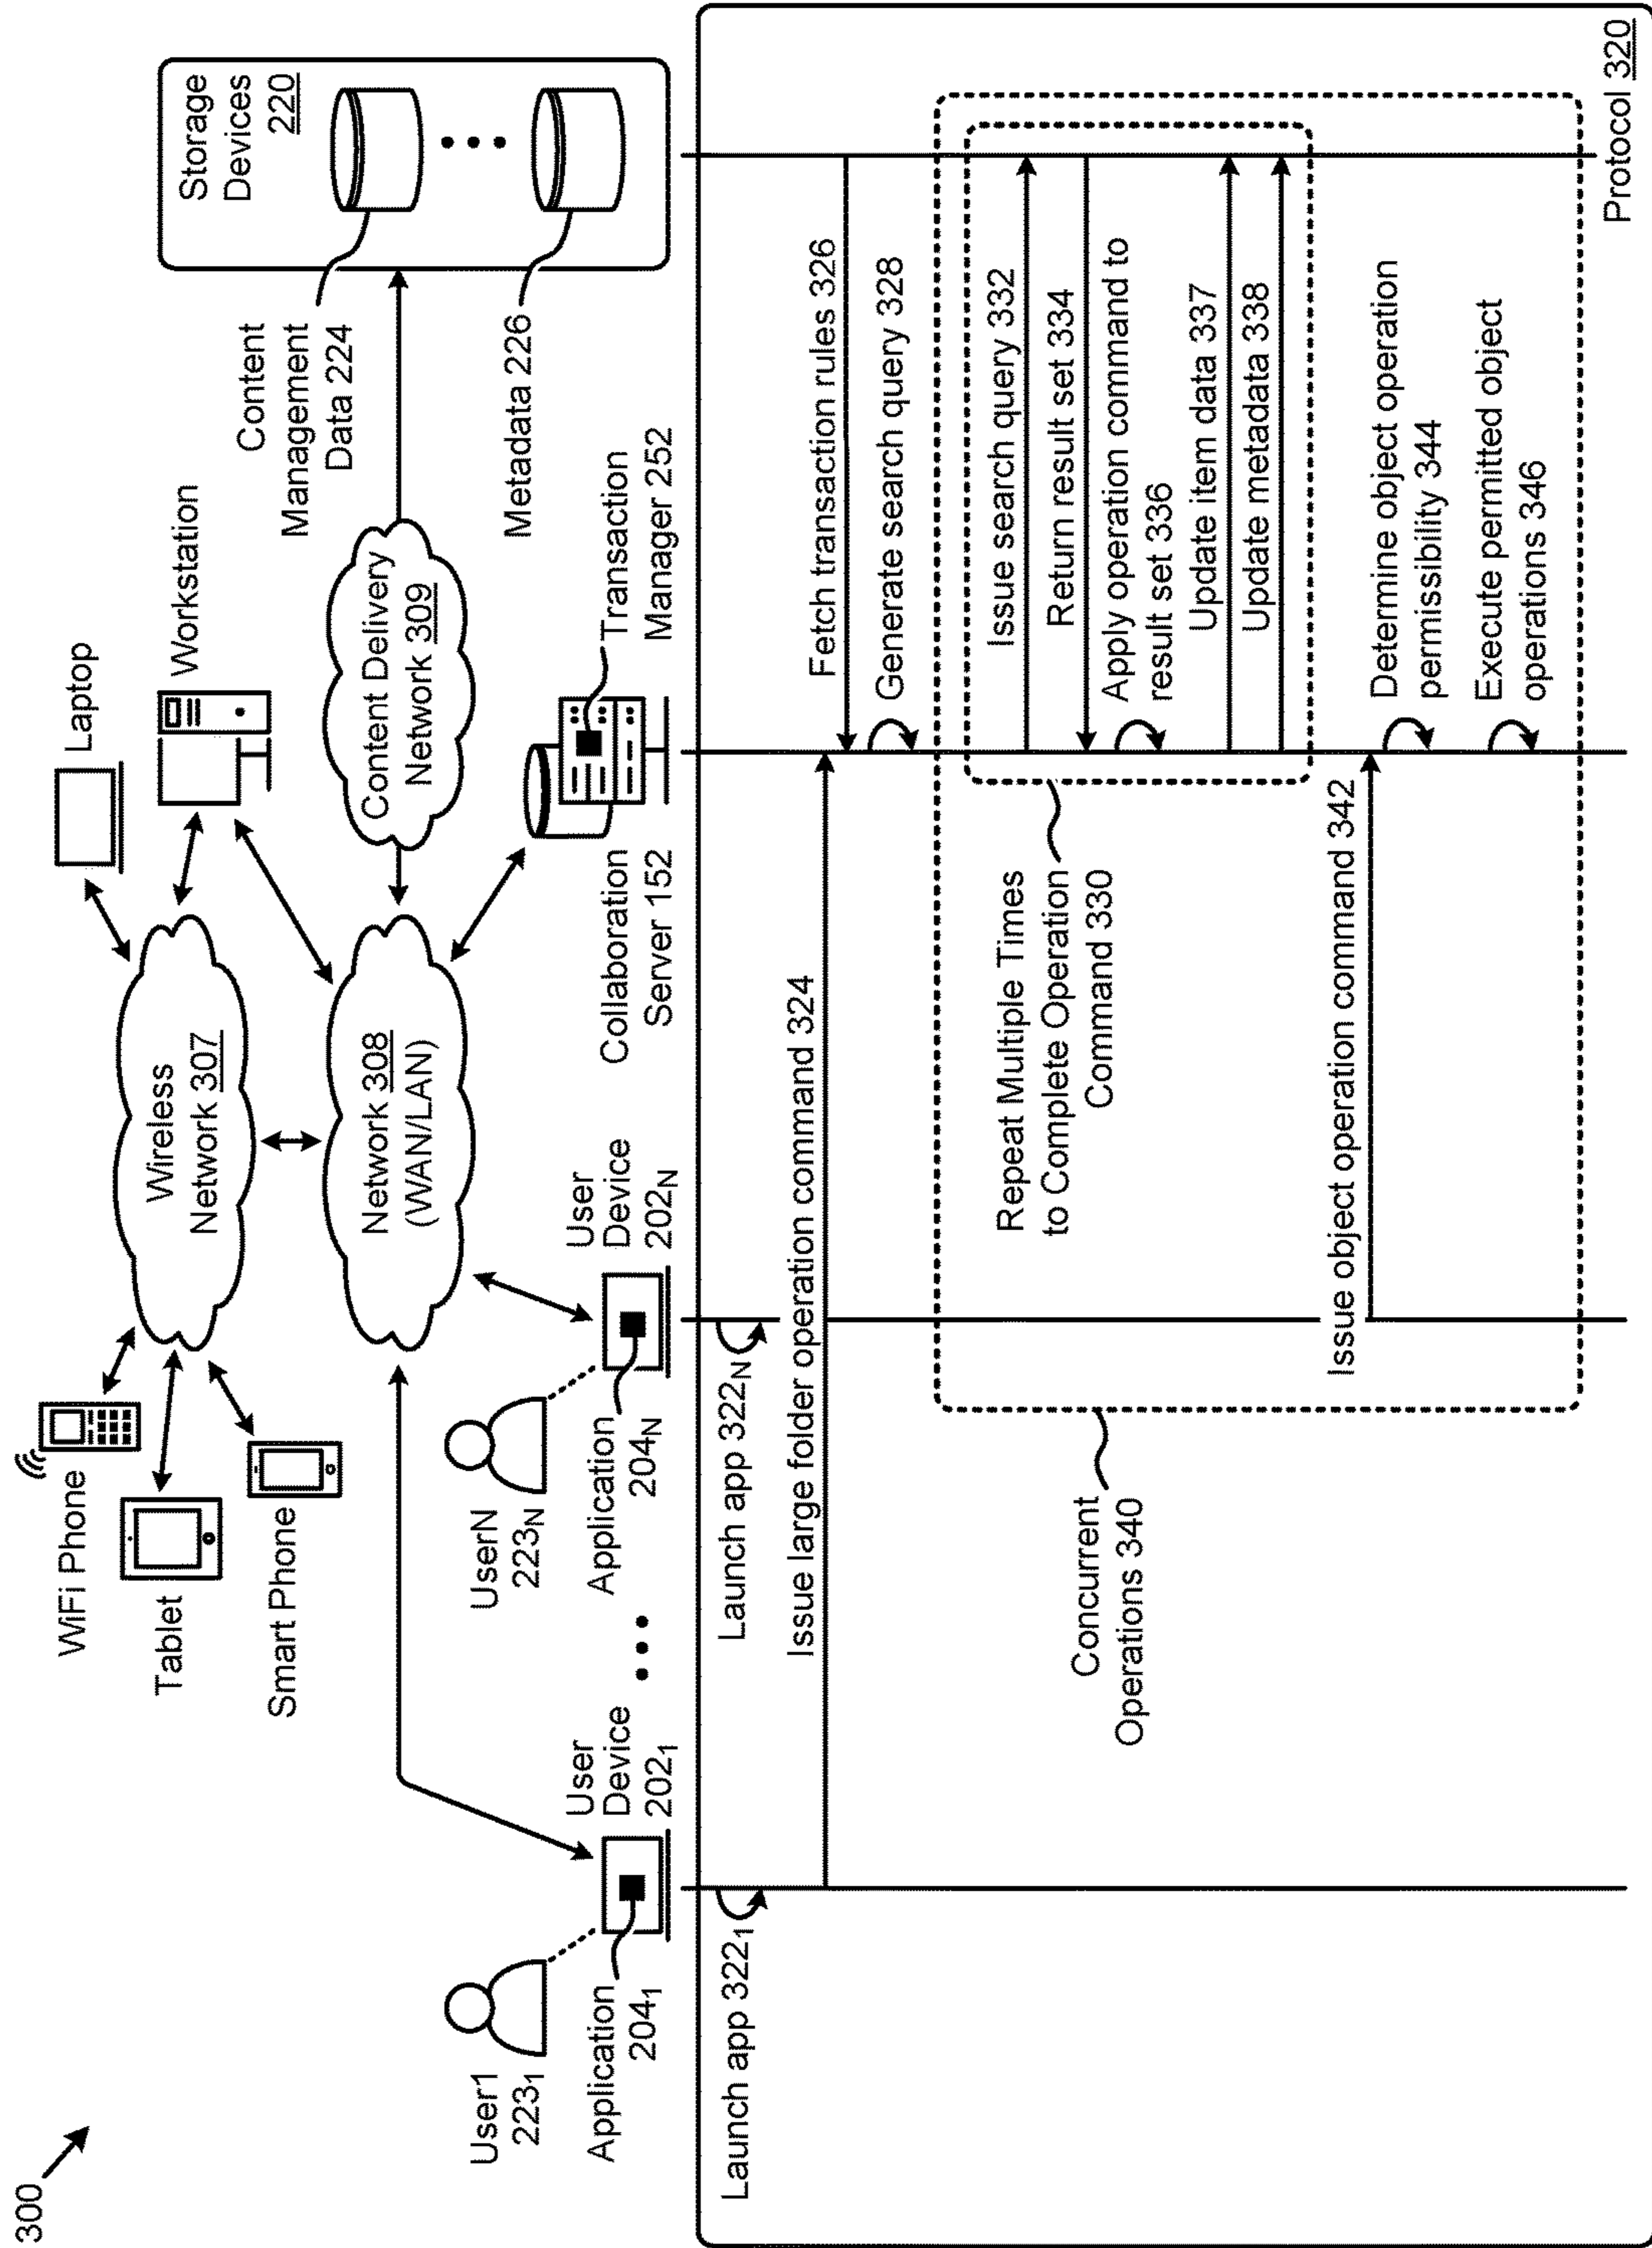 300
WiFi Phone
Tablet
Smart Phone
Wireless
Network 307
Laptop
Workstation
Network 308
(WAN/LAN)
Content Delivery
Network 309
Storage
Devices
220
Content
Management
Data 224
Metadata 226
User1
223₁
Application
204₁
User
Device
202₁
UserN
223N
Application
204N
User
Device
202N
Collaboration
Server 152
Transaction
Manager 252
Launch app 322₁
Launch app 322N
Issue large folder operation command 324
Fetch transaction rules 326
Generate search query 328
Issue search query 332
Return result set 334
Apply operation command to
result set 336
Update item data 337
Update metadata 338
Repeat Multiple Times
to Complete Operation
Command 330
Concurrent
Operations 340
Issue object operation command 342
Determine object operation
permissibility 344
Execute permitted object
operations 346
Protocol 320